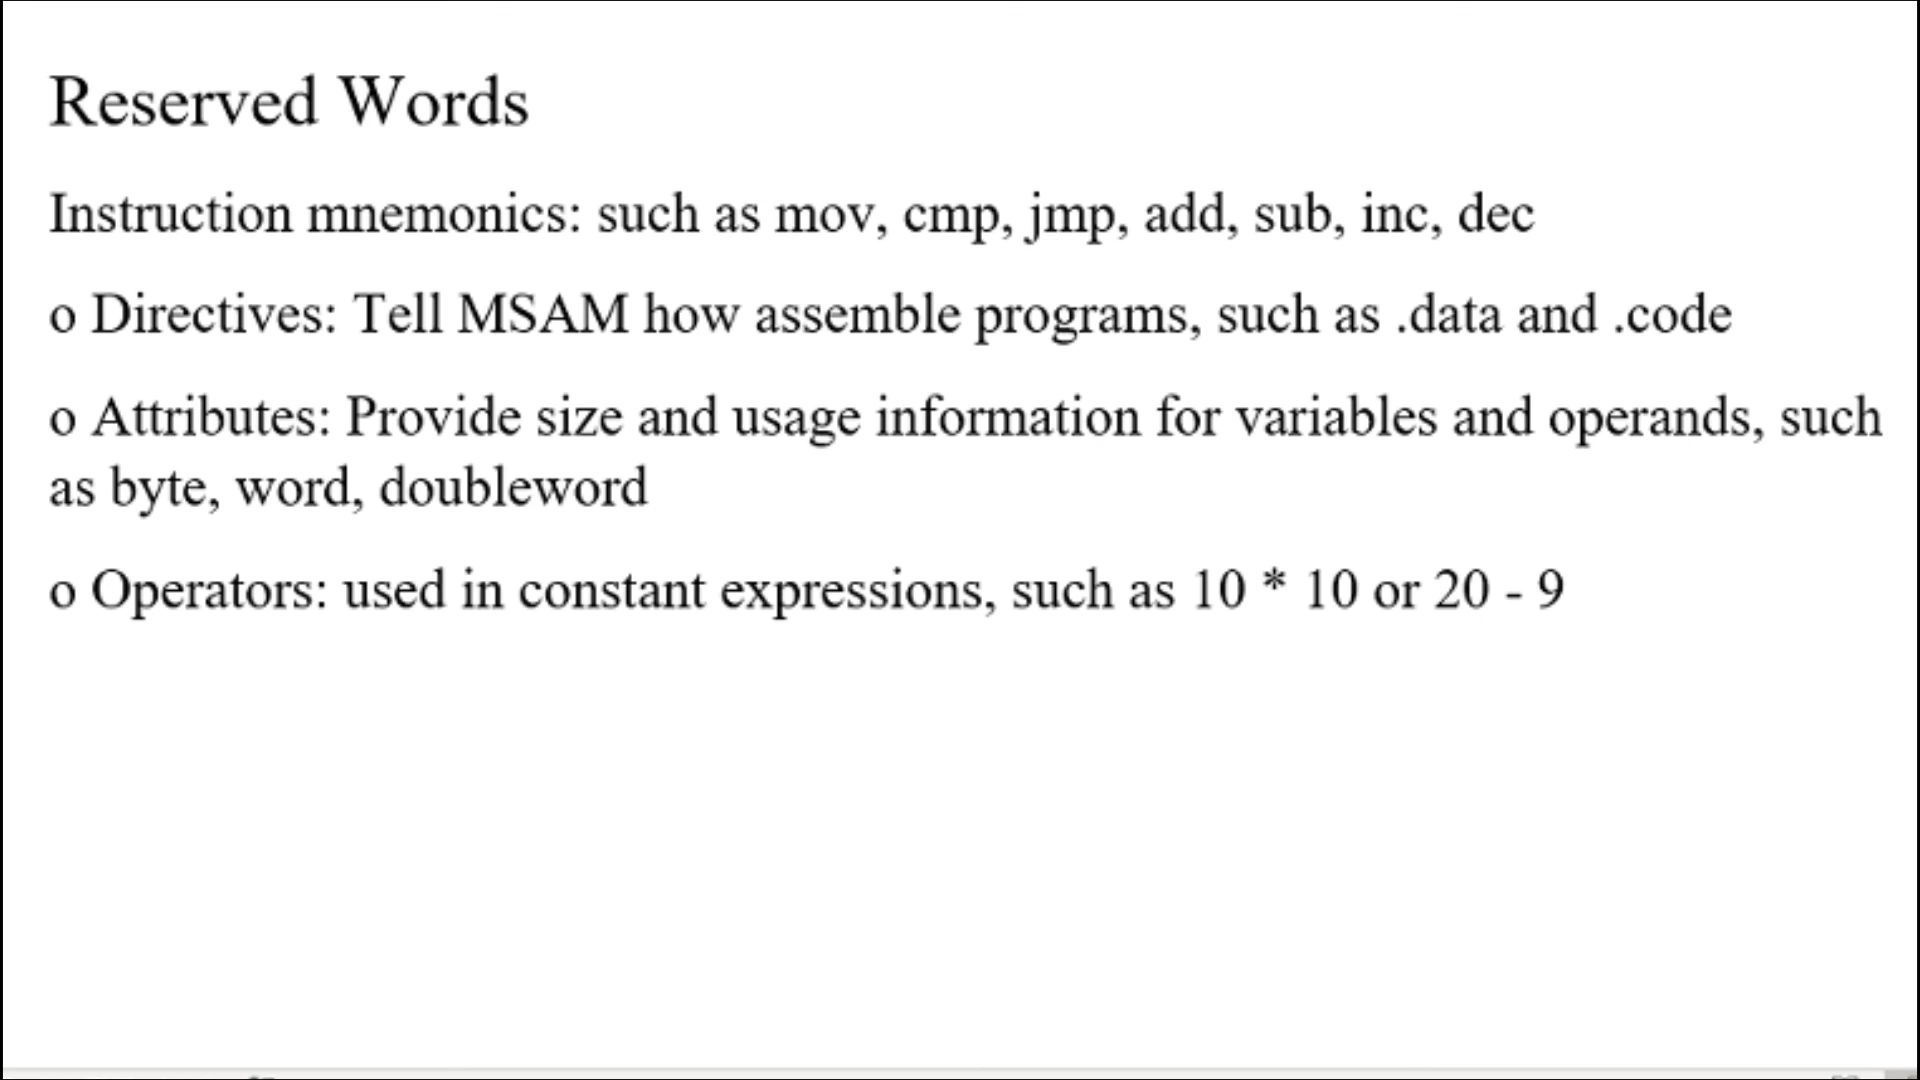 Reserved Words
Instruction mnemonics: such as mov, cmp, jmp, add, sub, inc, dec
o Directives: Tell MSAM how assemble programs, such as .data and .code
o Attributes: Provide size and usage information for variables and operands, such
as byte, word, doubleword
o Operators: used in constant expressions, such as 10 * 10 or 20 - 9